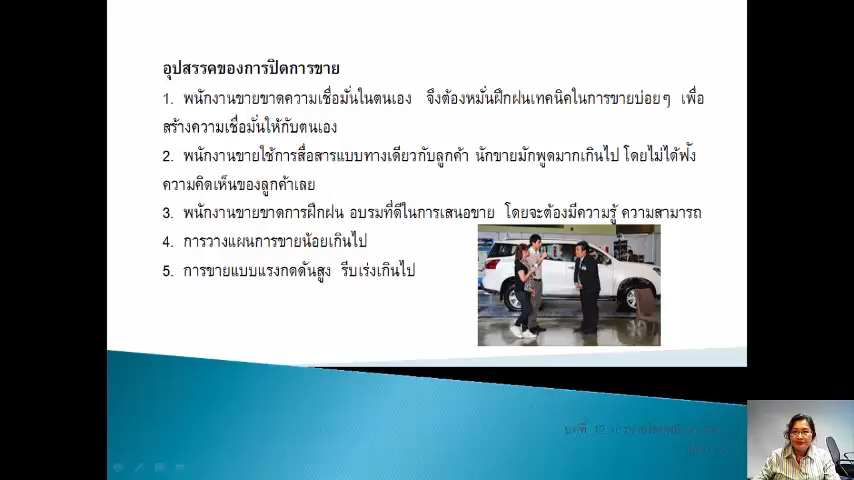 อุปสรรคของการปิดการขาย
1. พนักงานขายขาดความเชื่อมั่นในตนเอง จึงต้องหมั่นฝึกฝนเทคนิคในการขายบ่อยๆ เพื่อ
สร้างความเชื่อมั่นให้กับตนเอง
2. พนักงานขายใช้การสื่อสารแบบทางเดียวกับลูกค้า นักขายมักพูดมากเกินไป โดยไม่ได้ฟัง
ความคิดเห็นของลูกค้าเลย
3. พนักงานขายขาดการฝึกฝน อบรมที่ดีในการเสนอขาย โดยจะต้องมีความรู้ ความสามารถ
4. การวางแผนการขายน้อยเกินไป
5. การขายแบบแรงกดดันสูง รีบเร่งเกินไป
บทที่ 12